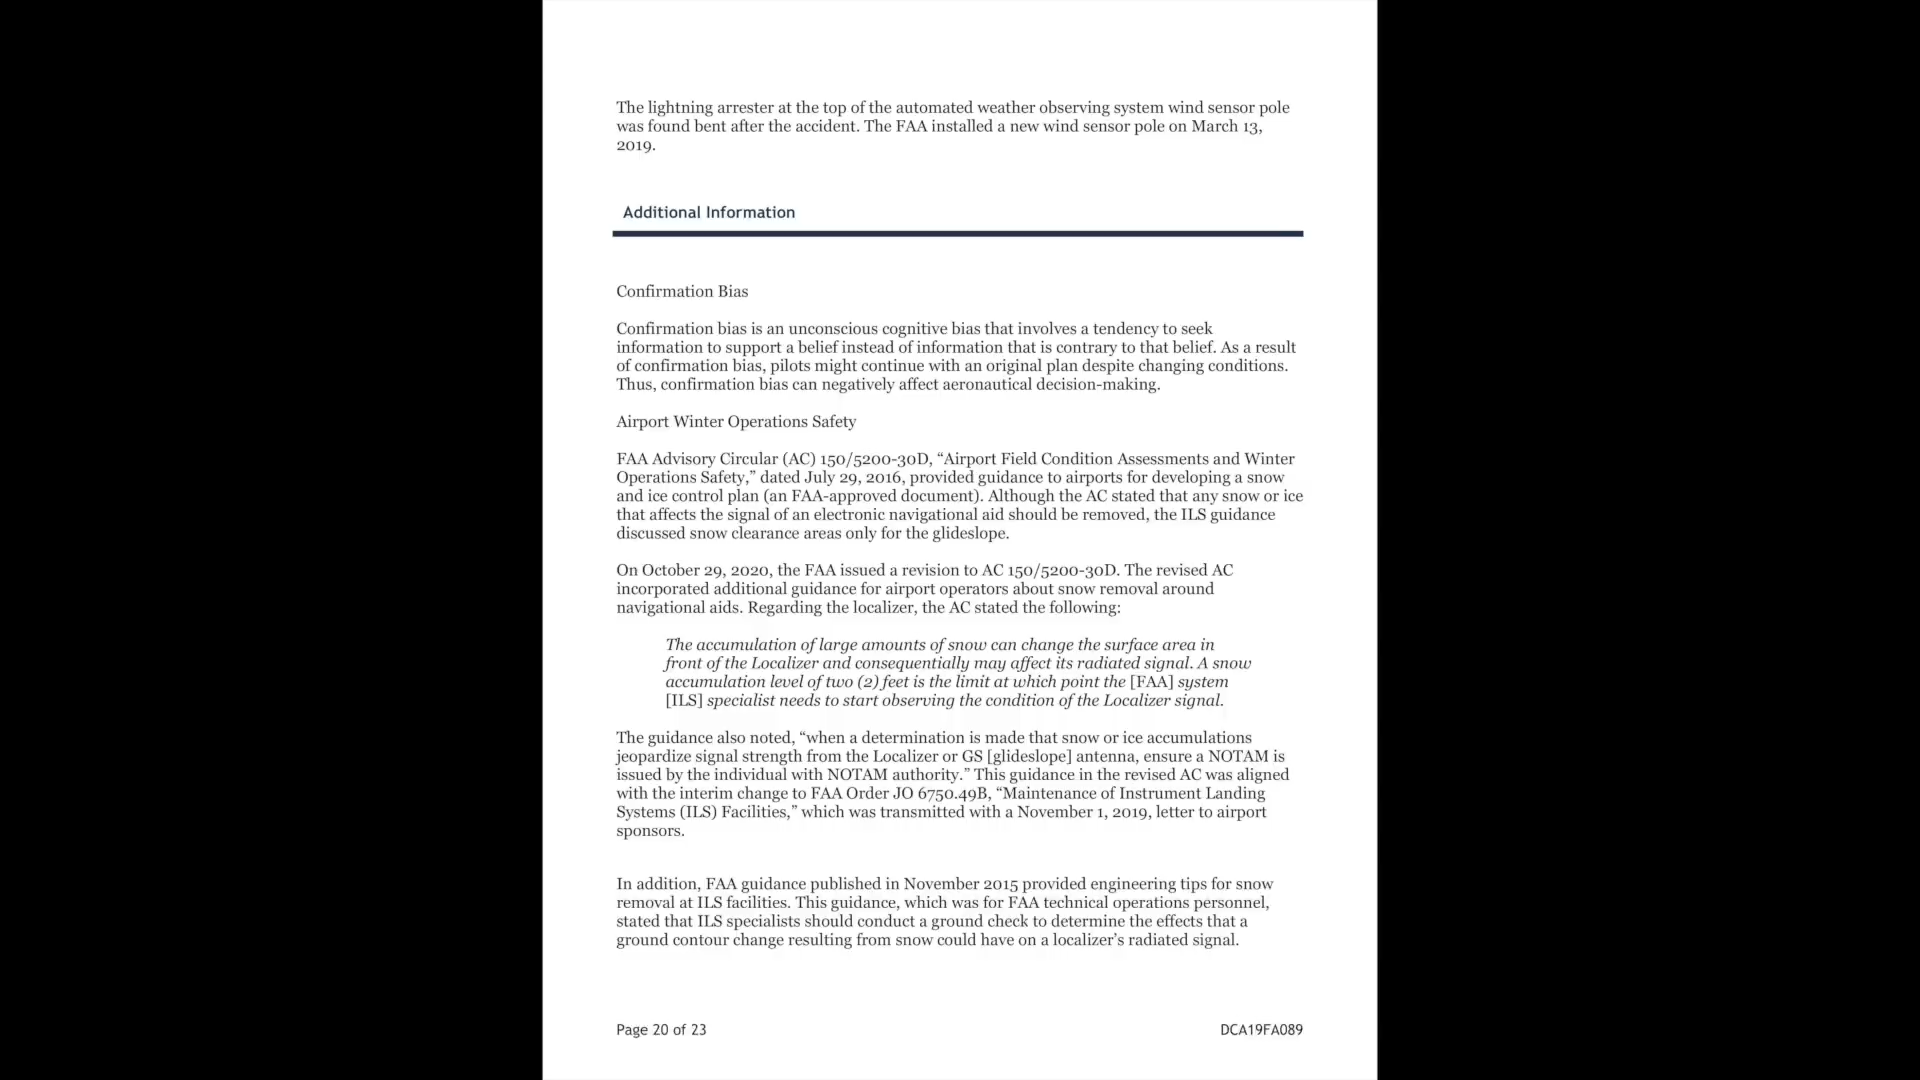 The lightning arrester at the top of the automated weather observing system wind sensor pole
was found bent after the accident. The FAA installed a new wind sensor pole on March 13,
2019.
Additional Information
Confirmation Bias
Confirmation bias is an unconscious cognitive bias that involves a tendency to seek
information to support a belief instead of information that is contrary to that belief. As a result
of confirmation bias, pilots might continue with an original plan despite changing conditions.
Thus, confirmation bias can negatively affect aeronautical decision-making.
Airport Winter Operations Safety
FAA Advisory Circular (AC) 150/5200-30D, “Airport Field Condition Assessments and Winter
Operations Safety,” dated July 29, 2016, provided guidance to airports for developing a snow
and ice control plan (an FAA-approved document). Although the AC stated that any snow or ice
that affects the signal of an electronic navigational aid should be removed, the ILS guidance
discussed snow clearance areas only for the glideslope.
On October 29, 2020, the FAA issued a revision to AC 150/5200-30D. The revised AC
incorporated additional guidance for airport operators about snow removal around
navigational aids. Regarding the localizer, the AC stated the following:
The accumulation of large amounts of snow can change the surface area in
front of the Localizer and consequentially may affect its radiated signal. A snow
accumulation level of two (2) feet is the limit at which point the [FAA] system
[ILS] specialist needs to start observing the condition of the Localizer signal.
The guidance also noted, “when a determination is made that snow or ice accumulations
jeopardize signal strength from the Localizer or GS [glideslope] antenna, ensure a NOTAM is
issued by the individual with NOTAM authority.” This guidance in the revised AC was aligned
with the interim change to FAA Order JO 6750.49B, “Maintenance of Instrument Landing
Systems (ILS) Facilities,” which was transmitted with a November 1, 2019, letter to airport
sponsors.
In addition, FAA guidance published in November 2015 provided engineering tips for snow
removal at ILS facilities. This guidance, which was for FAA technical operations personnel,
stated that ILS specialists should conduct a ground check to determine the effects that a
ground contour change resulting from snow could have on a localizer’s radiated signal.
Page 20 of 23
DCA19FA089